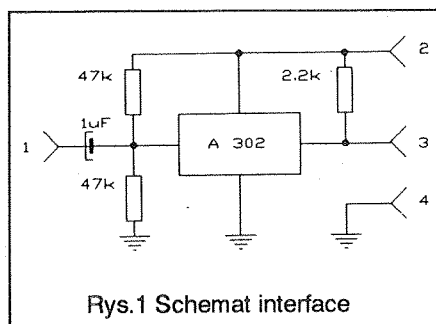 2
47k
2.2k
1uF
1
A 302
3
47k
4
Rys.1 Schemat interface